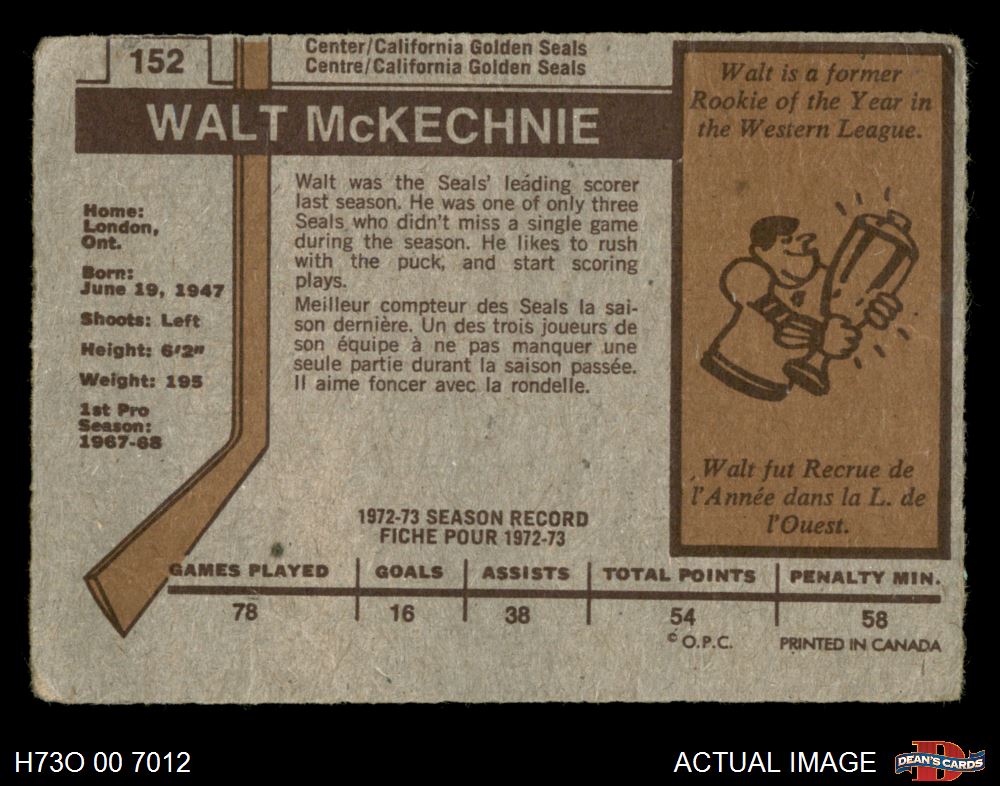 152
Center/California Golden Seals
Centre/California Golden Seals
WALT McKECHNIE
Home:
London,
Ont.
Born:
June 19, 1947
Shoots: Left
Height: 6'2"
Weight: 195
1st Pro
Season:
1967-68
Walt was the Seals' leading scorer
last season. He was one of only three
Seals who didn't miss a single game
during the season. He likes to rush
with the puck, and start scoring
plays.
Meilleur compteur des Seals la sai-
son dernière. Un des trois joueurs de
son équipe à ne pas manquer une
seule partie durant la saison passée.
Il aime foncer avec la rondelle.
Walt is a former
Rookie of the Year in
the Western League.
Walt fut Recrue de
l'Année dans la L. de
l'Ouest.
1972-73 SEASON RECORD
FICHE POUR 1972-73
GAMES PLAYED GOALS ASSISTS TOTAL POINTS PENALTY MIN.
78 16 38 54 58
© O.P.C. PRINTED IN CANADA
H73O 00 7012
ACTUAL IMAGE
D
DEAN'S CARDS